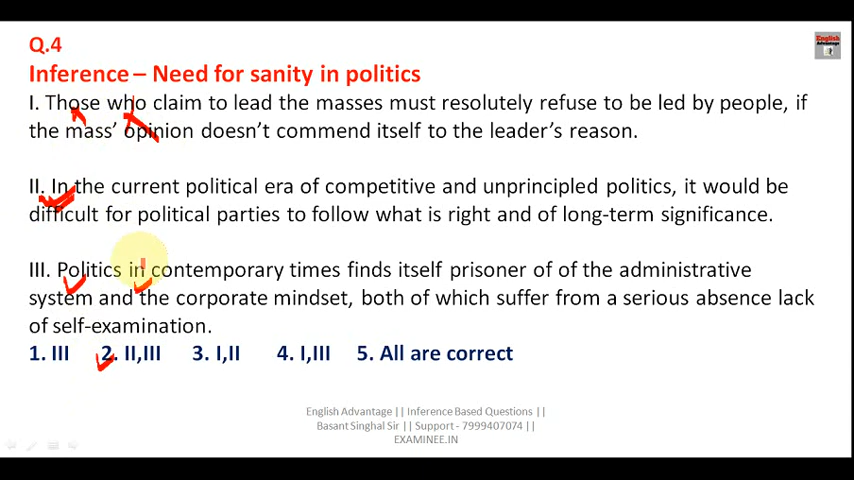 Q.4
English
Advantage
Inference – Need for sanity in politics
I. Those who claim to lead the masses must resolutely refuse to be led by people, if
the mass' opinion doesn't commend itself to the leader's reason.
II. In the current political era of competitive and unprincipled politics, it would be
difficult for political parties to follow what is right and of long-term significance.
III. Politics in contemporary times finds itself prisoner of of the administrative
system and the corporate mindset, both of which suffer from a serious absence lack
of self-examination.
1. III 2. II,III 3. I,II 4. I,III 5. All are correct
English Advantage || Inference Based Questions ||
Basant Singhal Sir || Support - 7999407074 ||
EXAMINEE.IN